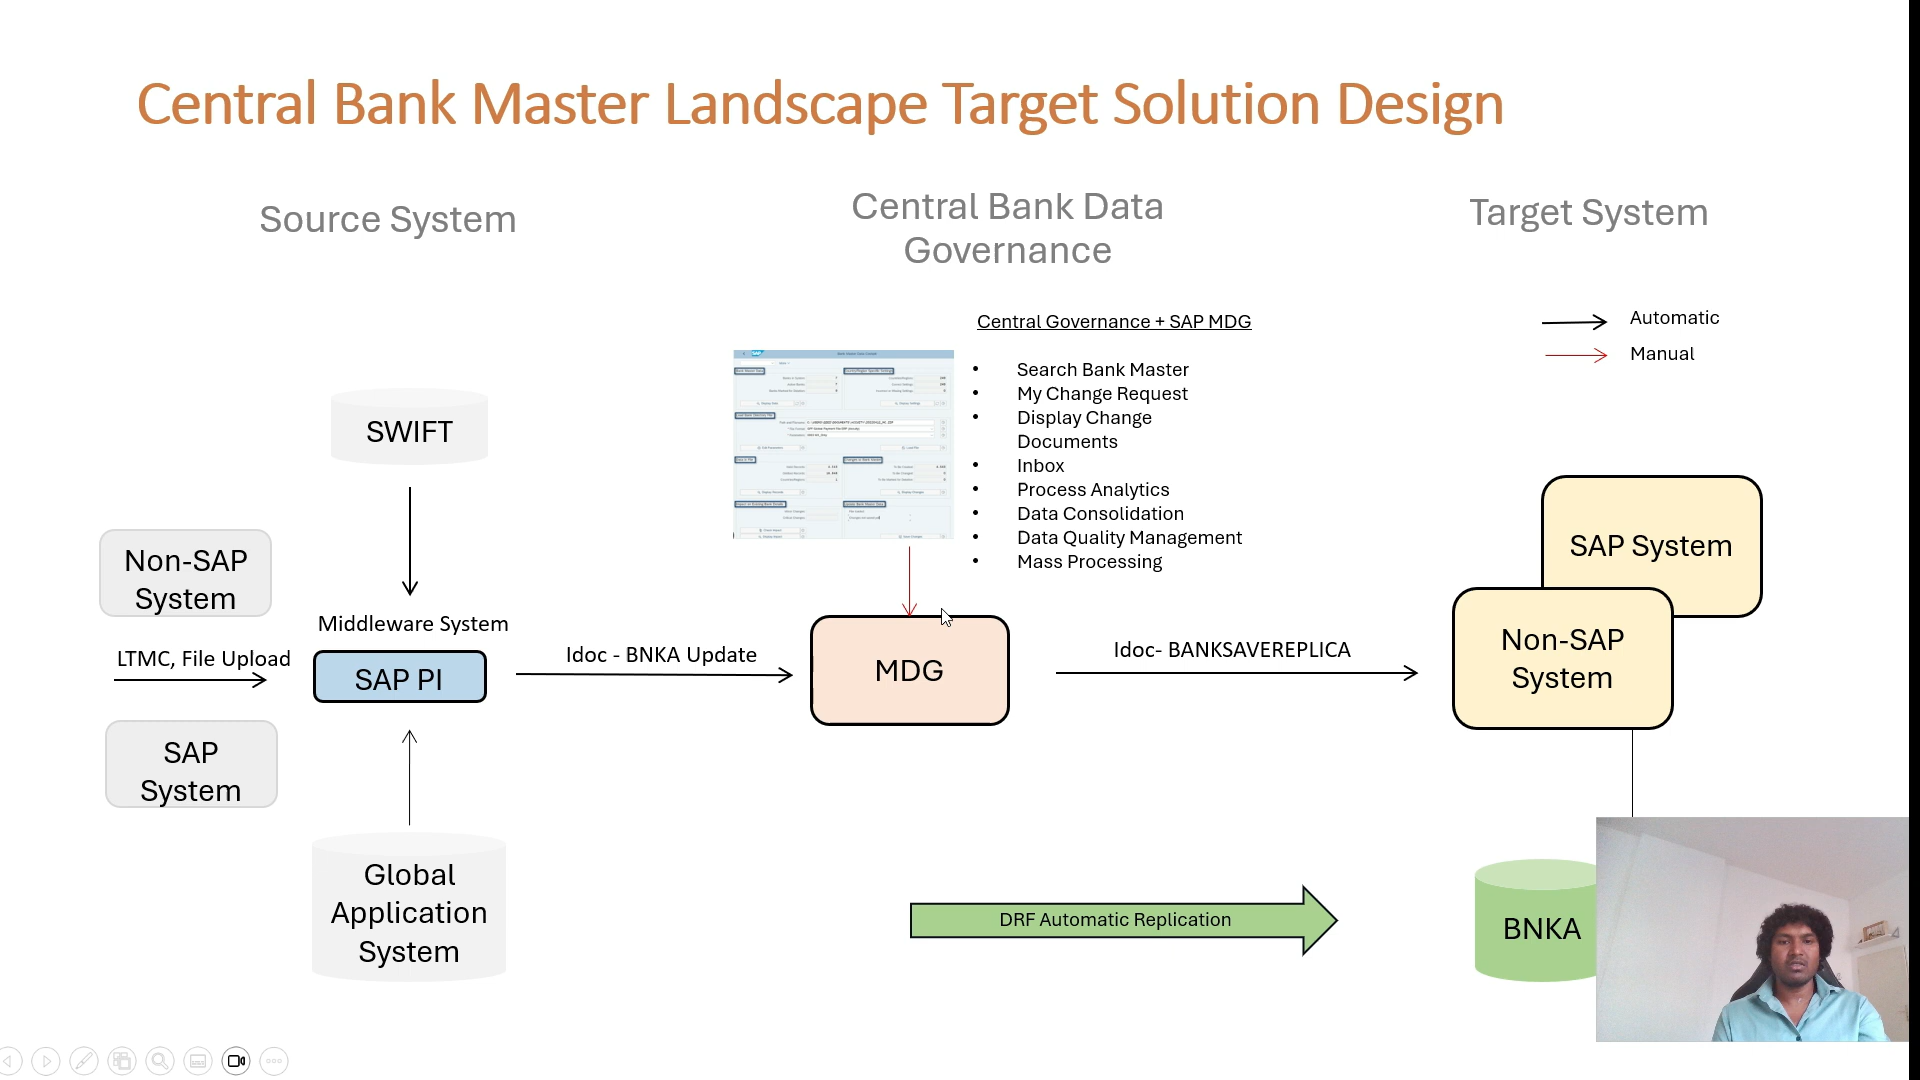 Central Bank Master Landscape Target Solution Design
Source System
Central Bank Data
Governance
Target System
Automatic
Manual
Central Governance + SAP MDG
• Search Bank Master
• My Change Request
• Display Change
Documents
• Inbox
• Process Analytics
• Data Consolidation
• Data Quality Management
• Mass Processing
SAP
SWIFT
Non-SAP
System
Middleware System
LTMC, File Upload
SAP PI
Idoc - BNKA Update
MDG
Idoc- BANKSAVEREPLICA
SAP System
Non-SAP
System
SAP
System
Global
Application
System
DRF Automatic Replication
BNKA